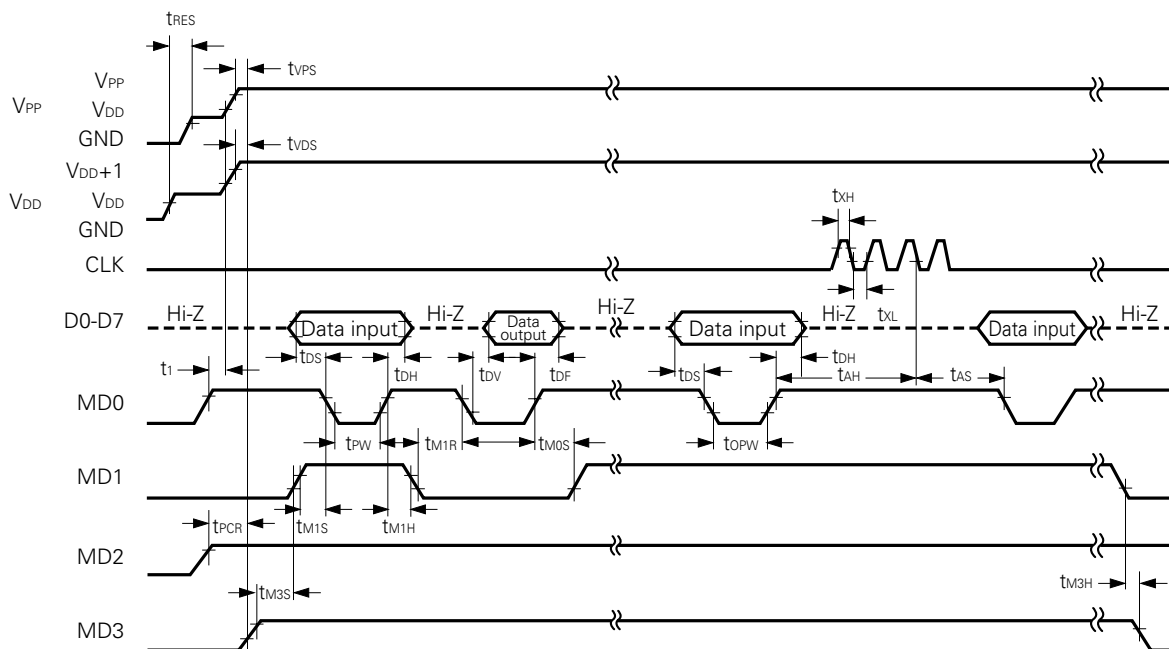 tRES
tVPS
VPP
VPP
VDD
GND
tVDS
VDD+1
VDD
VDD
GND
tXH
CLK
tXL
D0-D7
Hi-Z
Data input
Hi-Z
Data output
Hi-Z
Data input
Hi-Z
Data input
Hi-Z
t1
tDS
tDH
tDV
tDF
tDS
tDH
tAH
tAS
MD0
tPW
tM1R
tM0S
tOPW
MD1
tPCR
tM1S
tM1H
MD2
tM3S
tM3H
MD3